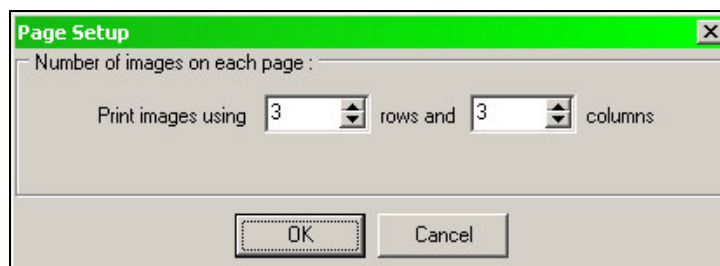 Page Setup
Number of images on each page :
Print images using 3 rows and 3 columns
OK Cancel